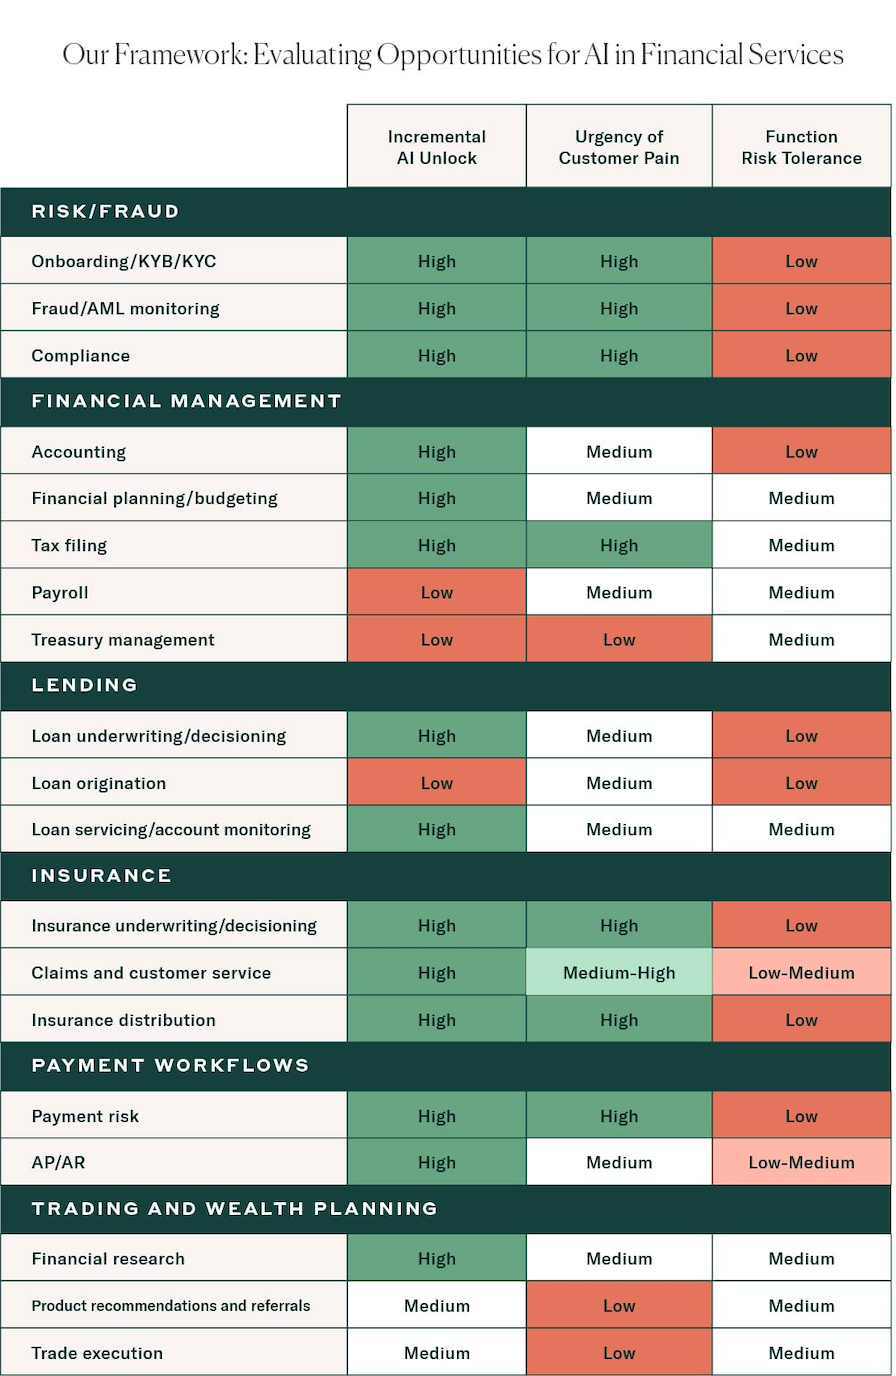 Our Framework: Evaluating Opportunities for AI in Financial Services
Incremental AI Unlock Urgency of Customer Pain Function Risk Tolerance
RISK/FRAUD
Onboarding/KYB/KYC High High Low
Fraud/AML monitoring High High Low
Compliance High High Low
FINANCIAL MANAGEMENT
Accounting High Medium Low
Financial planning/budgeting High Medium Medium
Tax filing High High Medium
Payroll Low Medium Medium
Treasury management Low Low Medium
LENDING
Loan underwriting/decisioning High Medium Low
Loan origination Low Medium Low
Loan servicing/account monitoring High Medium Medium
INSURANCE
Insurance underwriting/decisioning High High Low
Claims and customer service High Medium-High Low-Medium
Insurance distribution High High Low
PAYMENT WORKFLOWS
Payment risk High High Low
AP/AR High Medium Low-Medium
TRADING AND WEALTH PLANNING
Financial research High Medium Medium
Product recommendations and referrals Medium Low Medium
Trade execution Medium Low Medium